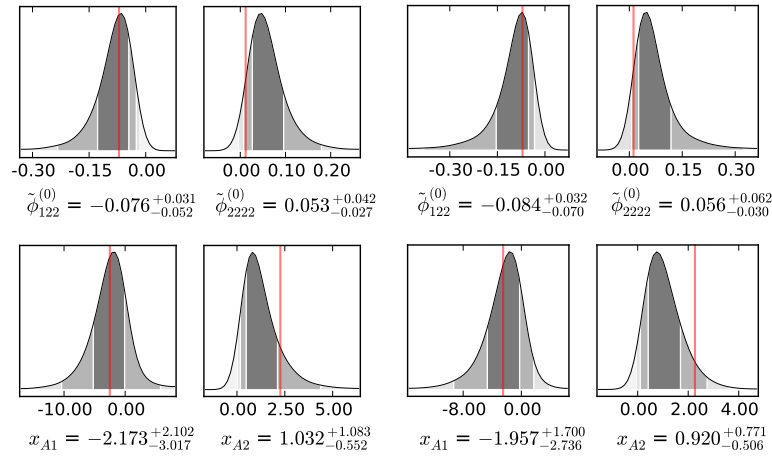 -0.30 -0.15 0.00 0.00 0.10 0.20 -0.30 -0.15 0.00 0.00 0.15 0.30
ϕ̃₁₂₂⁽⁰⁾ = −0.076 +0.031 −0.052 ϕ̃₂₂₂₂⁽⁰⁾ = 0.053 +0.042 −0.027 ϕ̃₁₂₂⁽⁰⁾ = −0.084 +0.032 −0.070 ϕ̃₂₂₂₂⁽⁰⁾ = 0.056 +0.062 −0.030
-10.00 0.00 0.00 2.50 5.00 -8.00 0.00 0.00 2.00 4.00
x_A1 = −2.173 +2.102 −3.017 x_A2 = 1.032 +1.083 −0.552 x_A1 = −1.957 +1.700 −2.736 x_A2 = 0.920 +0.771 −0.506